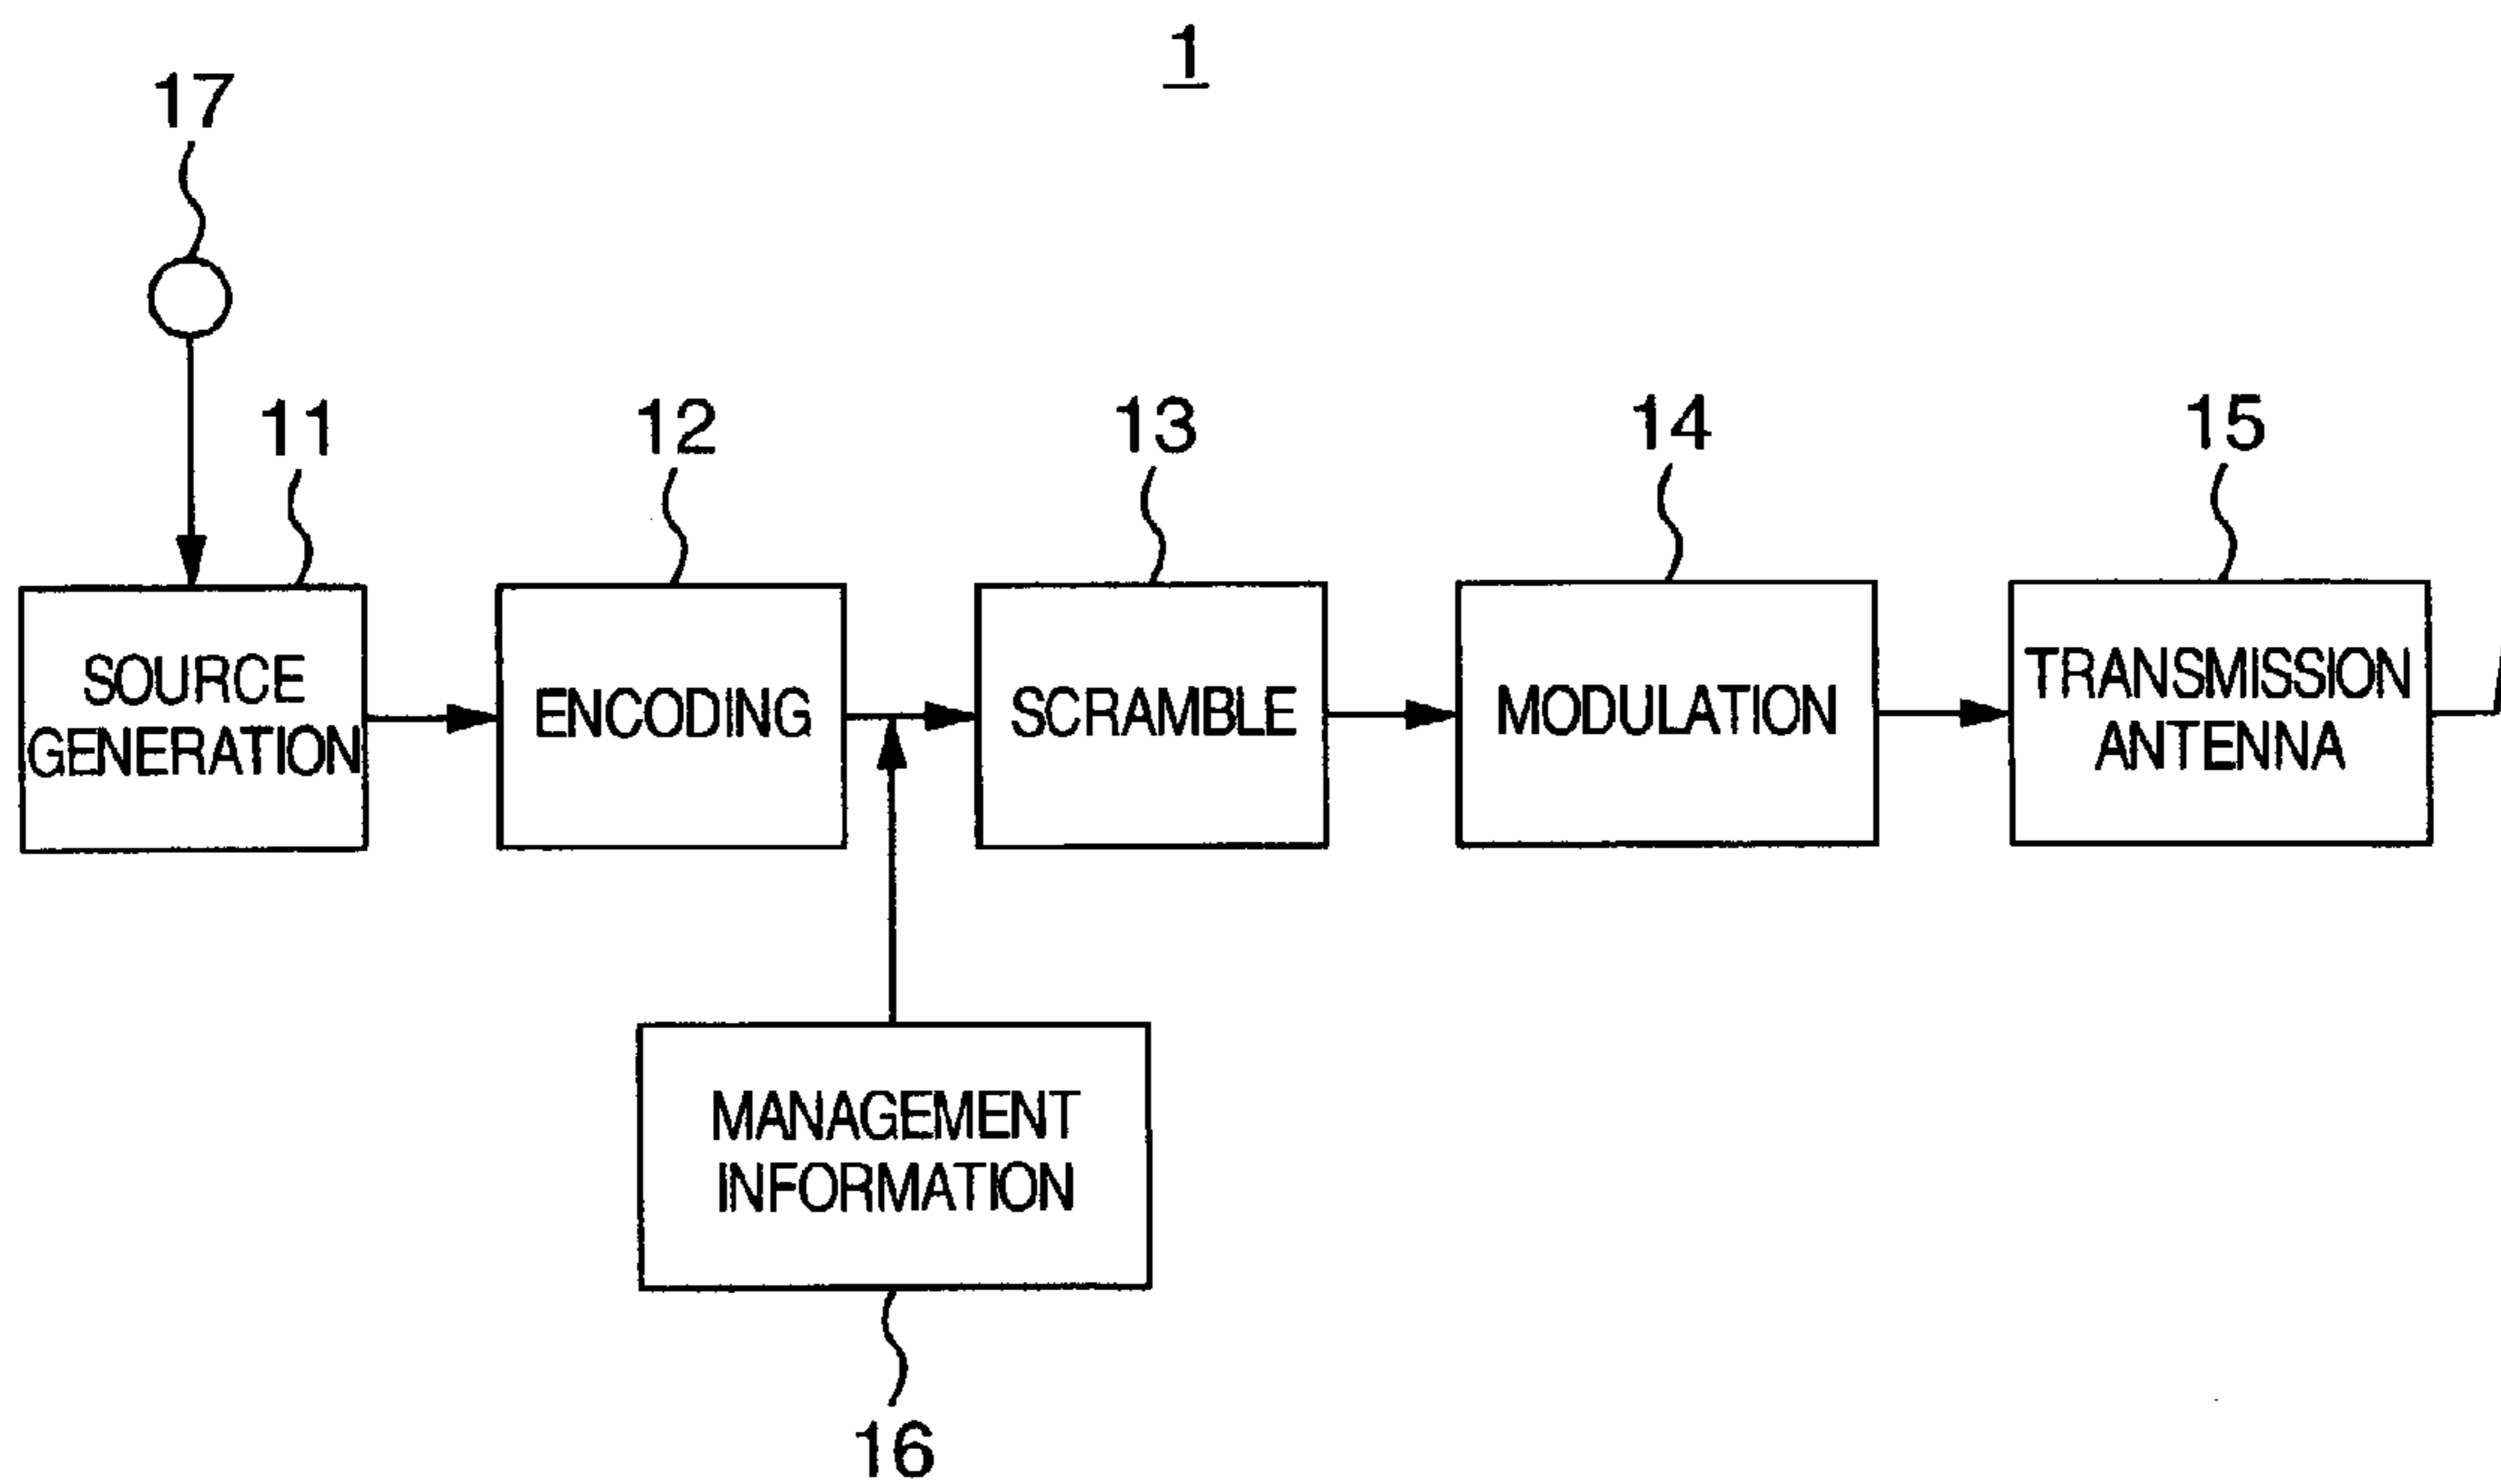 1
17
11
12
13
14
15
SOURCE
GENERATION
ENCODING
SCRAMBLE
MODULATION
TRANSMISSION
ANTENNA
MANAGEMENT
INFORMATION
16